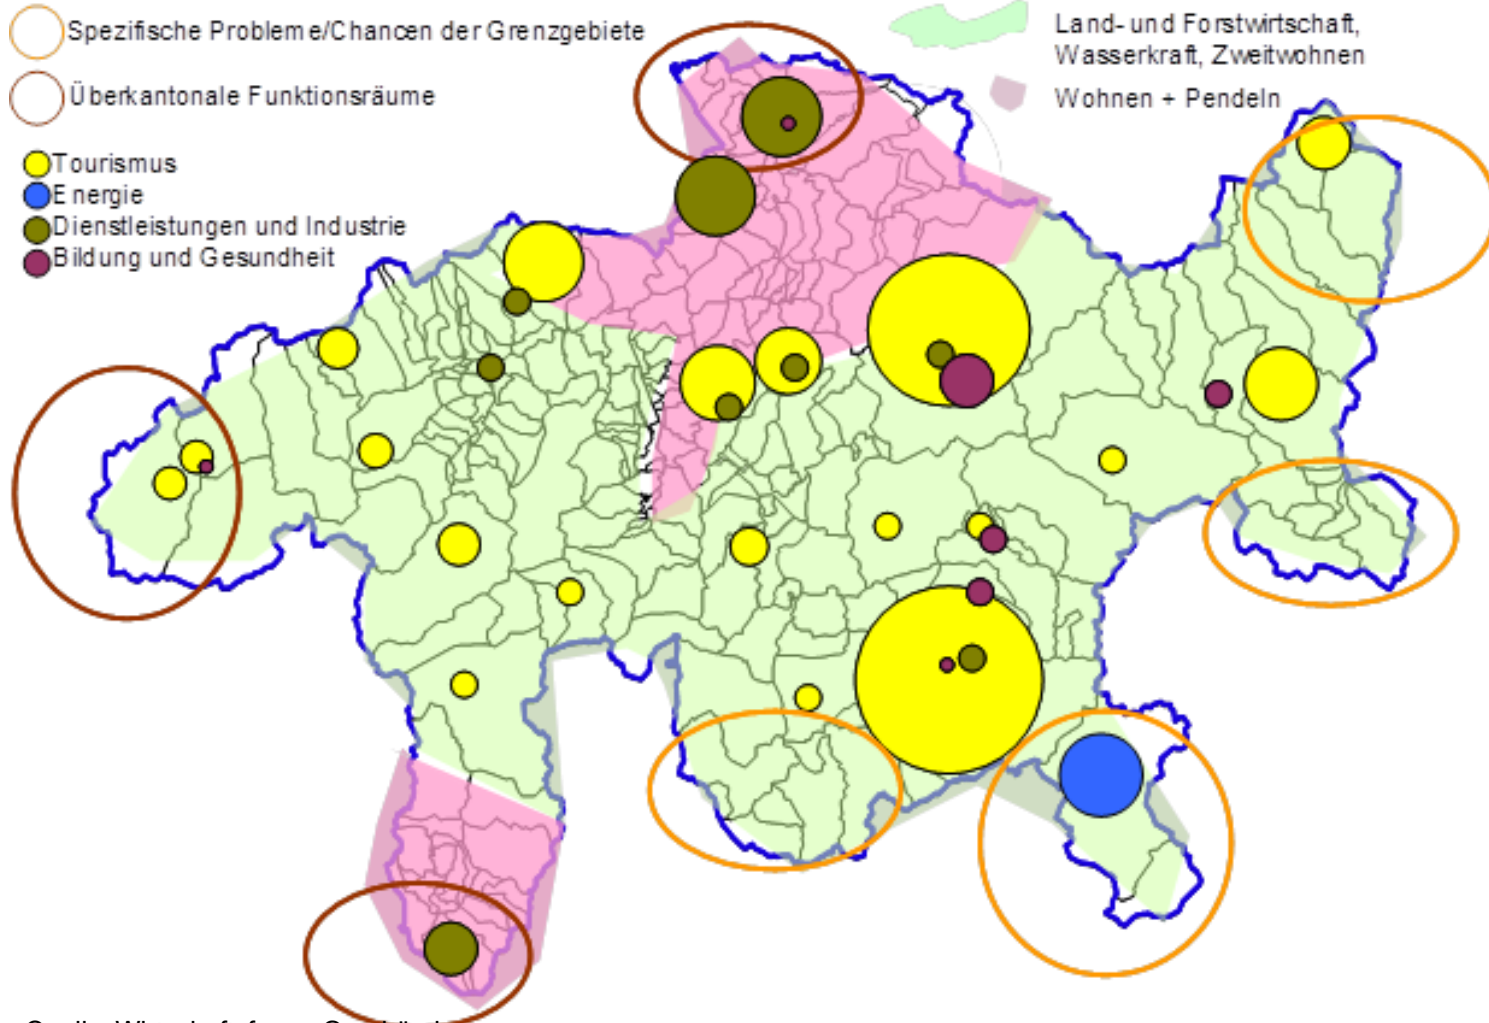 Spezifische Probleme/Chancen der Grenzgebiete
Überkantonale Funktionsräume
Tourismus
Energie
Dienstleistungen und Industrie
Bildung und Gesundheit
Land- und Forstwirtschaft,
Wasserkraft, Zweitwohnen
Wohnen + Pendeln